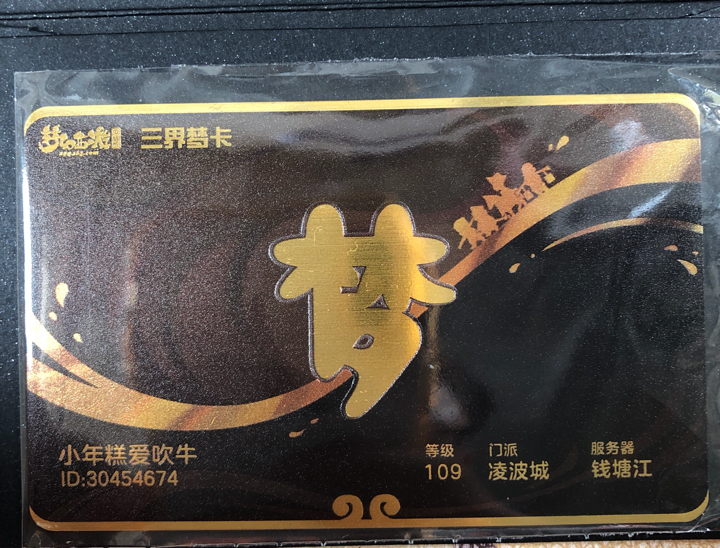 梦幻西游
三界梦卡
梦
小年糕爱吹牛
ID:30454674
等级
109
门派
凌波城
服务器
钱塘江